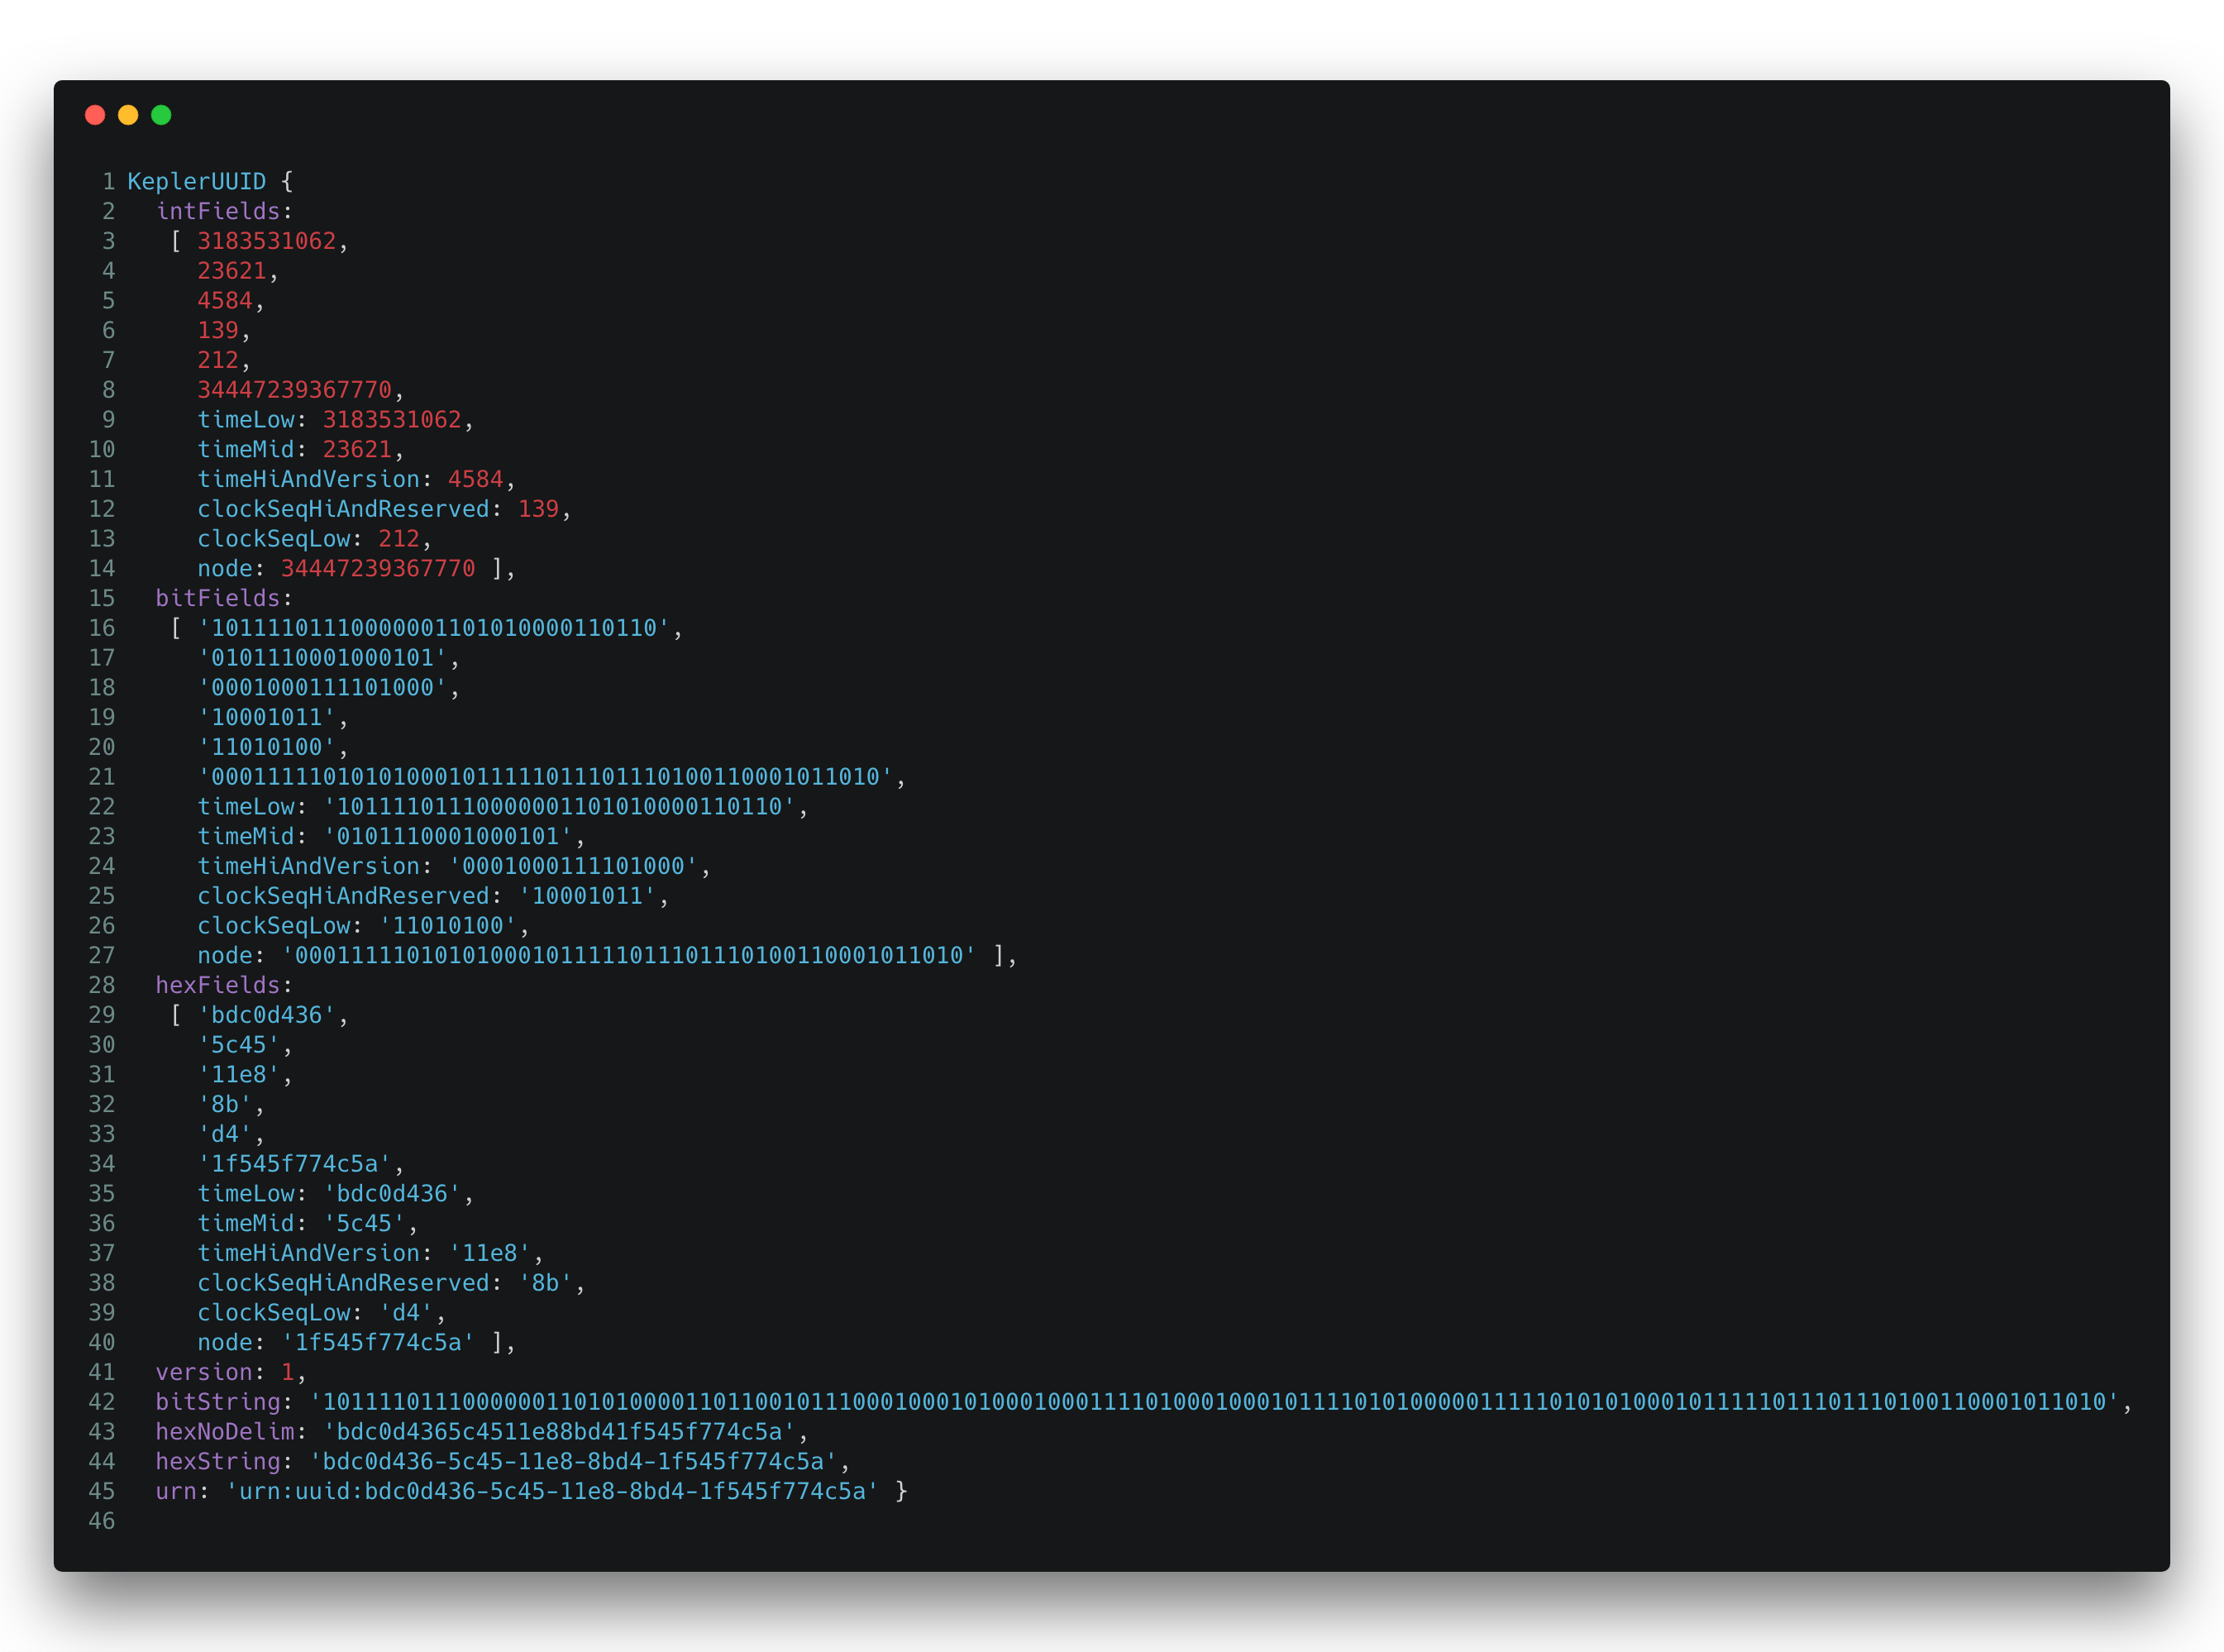 1 KeplerUUID {
2 intFields:
3 [ 3183531062,
4 23621,
5 4584,
6 139,
7 212,
8 34447239367770,
9 timeLow: 3183531062,
10 timeMid: 23621,
11 timeHiAndVersion: 4584,
12 clockSeqHiAndReserved: 139,
13 clockSeqLow: 212,
14 node: 34447239367770 ],
15 bitFields:
16 [ '10111101110000001101010000110110',
17 '0101110001000101',
18 '0001000111101000',
19 '10001011',
20 '11010100',
21 '000111110101010001011111011101110100110001011010',
22 timeLow: '10111101110000001101010000110110',
23 timeMid: '0101110001000101',
24 timeHiAndVersion: '0001000111101000',
25 clockSeqHiAndReserved: '10001011',
26 clockSeqLow: '11010100',
27 node: '000111110101010001011111011101110100110001011010' ],
28 hexFields:
29 [ 'bdc0d436',
30 '5c45',
31 '11e8',
32 '8b',
33 'd4',
34 '1f545f774c5a',
35 timeLow: 'bdc0d436',
36 timeMid: '5c45',
37 timeHiAndVersion: '11e8',
38 clockSeqHiAndReserved: '8b',
39 clockSeqLow: 'd4',
40 node: '1f545f774c5a' ],
41 version: 1,
42 bitString: '10111101110000001101010000110110010111000100010100010001111010001000101111010100000111110101010001011111011101110100110001011010',
43 hexNoDelim: 'bdc0d4365c4511e88bd41f545f774c5a',
44 hexString: 'bdc0d436-5c45-11e8-8bd4-1f545f774c5a',
45 urn: 'urn:uuid:bdc0d436-5c45-11e8-8bd4-1f545f774c5a' }
46